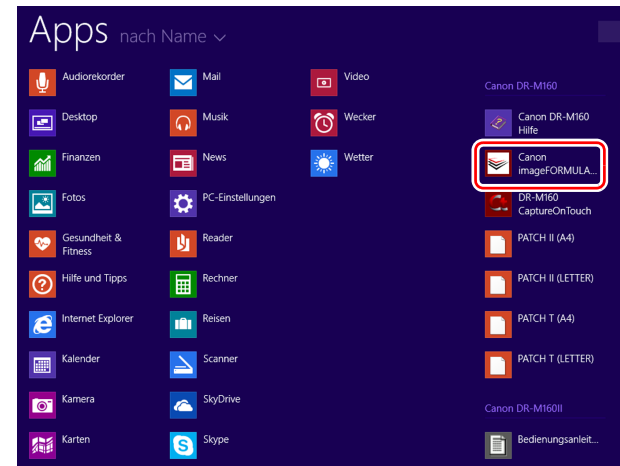 Apps nach Name
Audiorekorder
Desktop
Finanzen
Fotos
Gesundheit &
Fitness
Hilfe und Tipps
Internet Explorer
Kalender
Kamera
Karten
Mail
Musik
News
PC-Einstellungen
Reader
Rechner
Reisen
Scanner
SkyDrive
Skype
Video
Wecker
Wetter
Canon DR-M160
Canon DR-M160
Hilfe
Canon
imageFORMULA...
DR-M160
CaptureOnTouch
PATCH II (A4)
PATCH II (LETTER)
PATCH T (A4)
PATCH T (LETTER)
Canon DR-M160II
Bedienungsanleit...